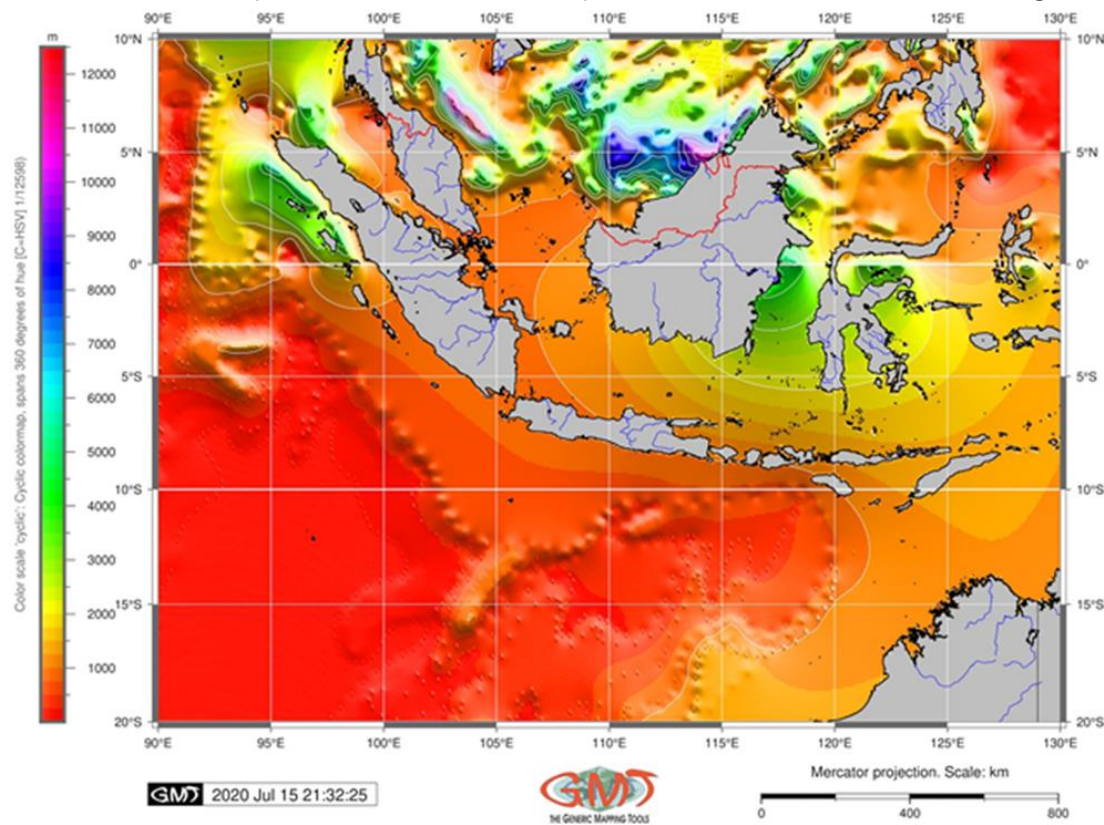 90°E 95°E 100°E 105°E 110°E 115°E 120°E 125°E 130°E
m
10°N 10°N
12000
11000
5°N 5°N
10000
9000
0° 0°
8000
7000
5°S 5°S
6000
5000
10°S 10°S
4000
3000
15°S 15°S
2000
1000
20°S 20°S
Color scale 'cyclic': Cyclic colormap, spans 360 degrees of hue [C=HSV] 1/12598)
90°E 95°E 100°E 105°E 110°E 115°E 120°E 125°E 130°E
GMT 2020 Jul 15 21:32:25
GMT
THE GENERIC MAPPING TOOLS
Mercator projection. Scale: km
0 400 800